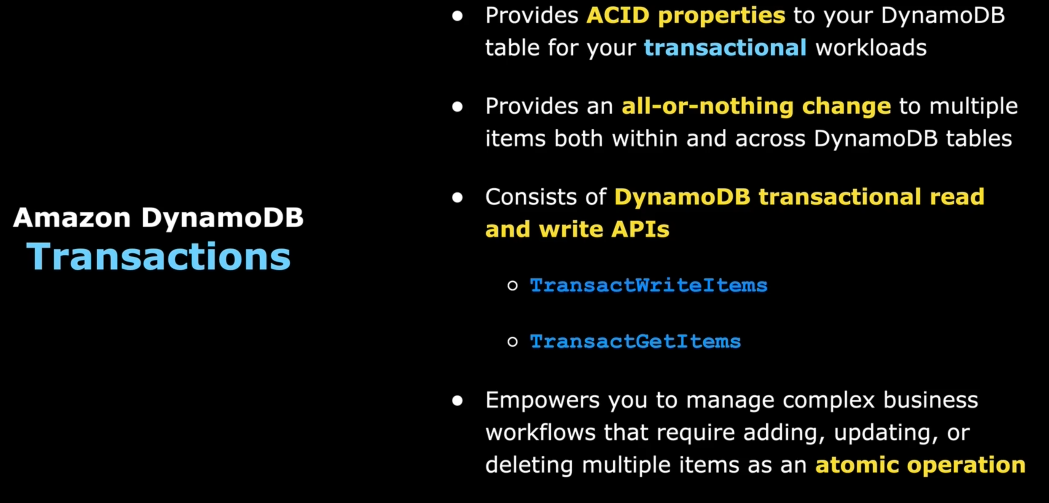 Amazon DynamoDB
Transactions
● Provides ACID properties to your DynamoDB
table for your transactional workloads
● Provides an all-or-nothing change to multiple
items both within and across DynamoDB tables
● Consists of DynamoDB transactional read
and write APIs
○ TransactWriteItems
○ TransactGetItems
● Empowers you to manage complex business
workflows that require adding, updating, or
deleting multiple items as an atomic operation